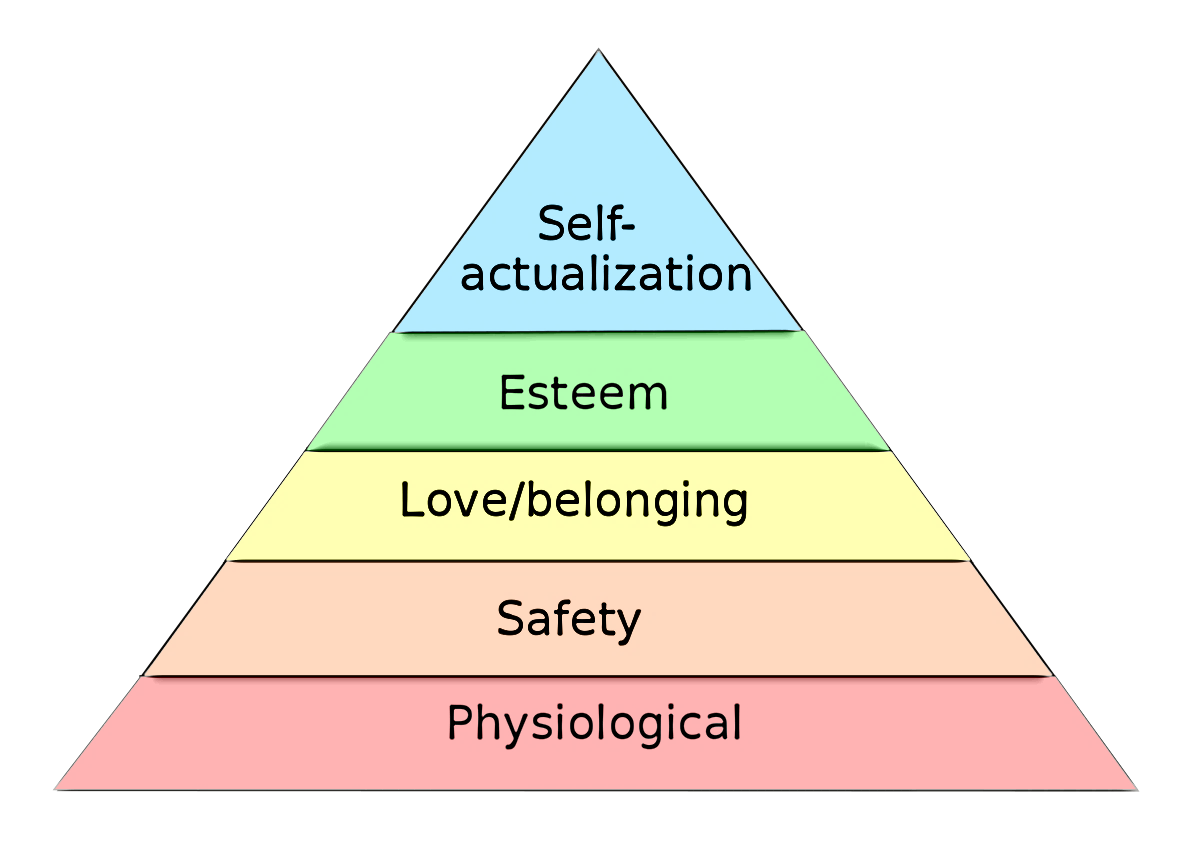 Self-
actualization
Esteem
Love/belonging
Safety
Physiological